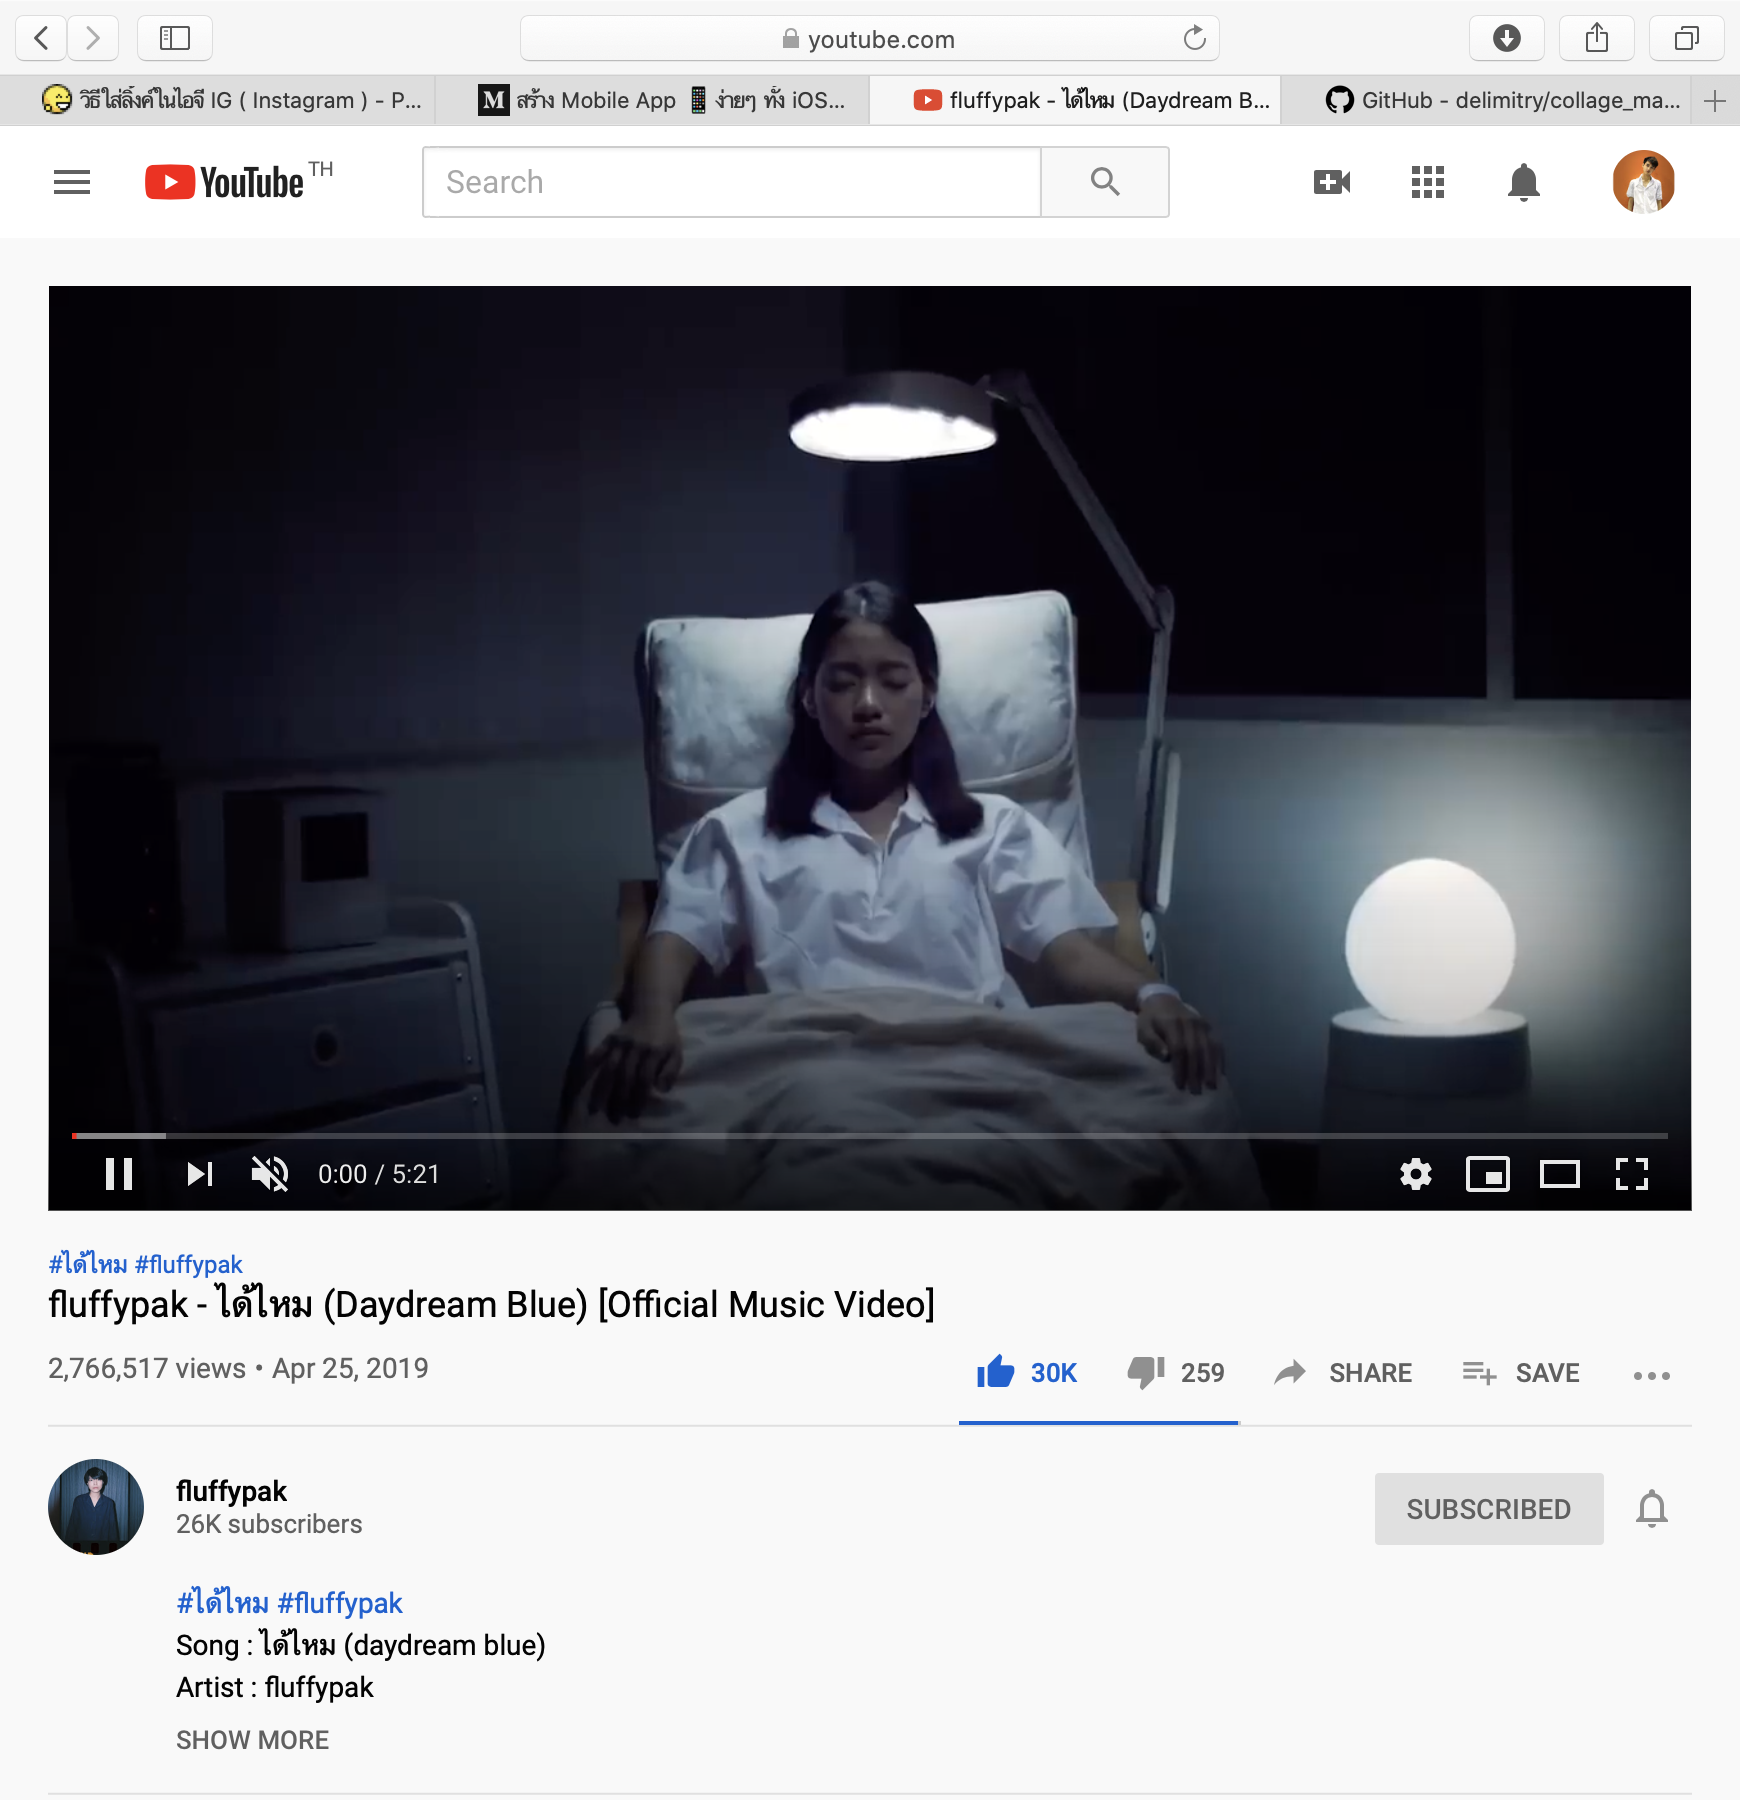 youtube.com
วิธีใส่ลิ้งค์ในไอจี IG ( Instagram ) - P...
M สร้าง Mobile App 📱 ง่ายๆ ทั้ง iOS...
fluffypak - ได้ไหม (Daydream B...
GitHub - delimitry/collage_ma...
YouTube TH
Search
0:00 / 5:21
#ได้ไหม #fluffypak
fluffypak - ได้ไหม (Daydream Blue) [Official Music Video]
2,766,517 views • Apr 25, 2019
30K 259 SHARE SAVE
fluffypak
26K subscribers
SUBSCRIBED
#ได้ไหม #fluffypak
Song : ได้ไหม (daydream blue)
Artist : fluffypak
SHOW MORE